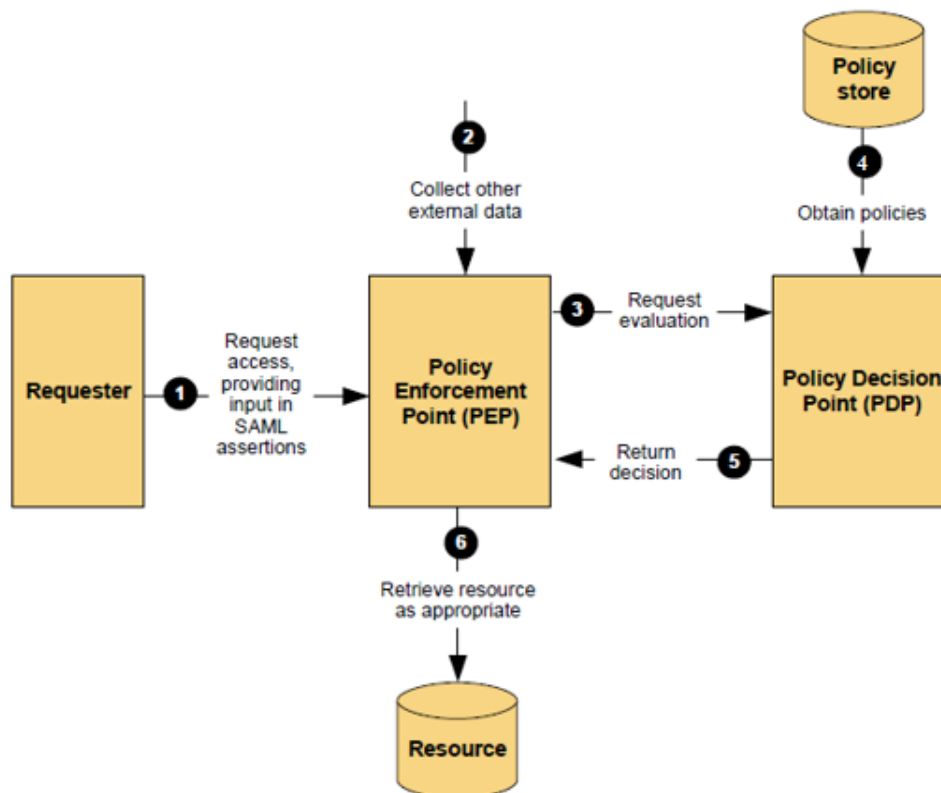 Policy
store
2
4
Collect other
external data
Obtain policies
3
Request
evaluation
Request
access,
providing
input in
SAML
assertions
Requester
1
Policy
Enforcement
Point (PEP)
Policy Decision
Point (PDP)
Return
decision
5
6
Retrieve resource
as appropriate
Resource